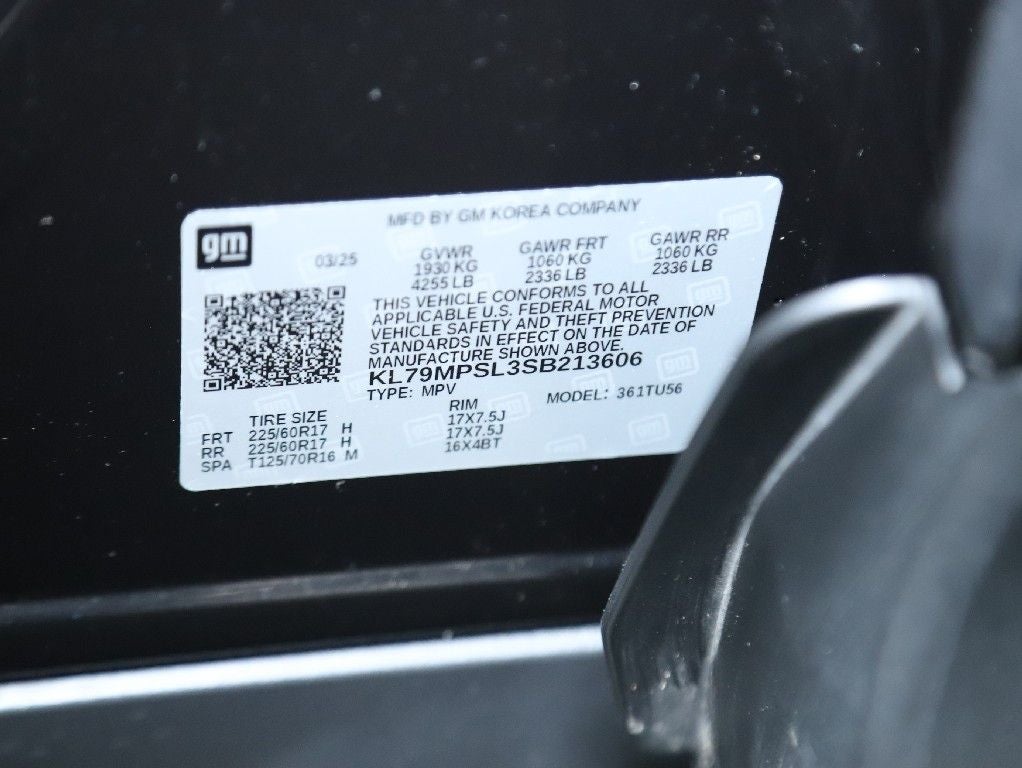 MFD BY GM KOREA COMPANY
gm
03/25
GVWR GAWR FRT GAWR RR
1930 KG 1060 KG 1060 KG
4255 LB 2336 LB 2336 LB
THIS VEHICLE CONFORMS TO ALL
APPLICABLE U.S. FEDERAL MOTOR
VEHICLE SAFETY AND THEFT PREVENTION
STANDARDS IN EFFECT ON THE DATE OF
MANUFACTURE SHOWN ABOVE.
KL79MPSL3SB213606
TYPE: MPV MODEL: 361TU56
TIRE SIZE RIM
FRT 225/60R17 H 17X7.5J
RR 225/60R17 H 17X7.5J
SPA T125/70R16 M 16X4BT